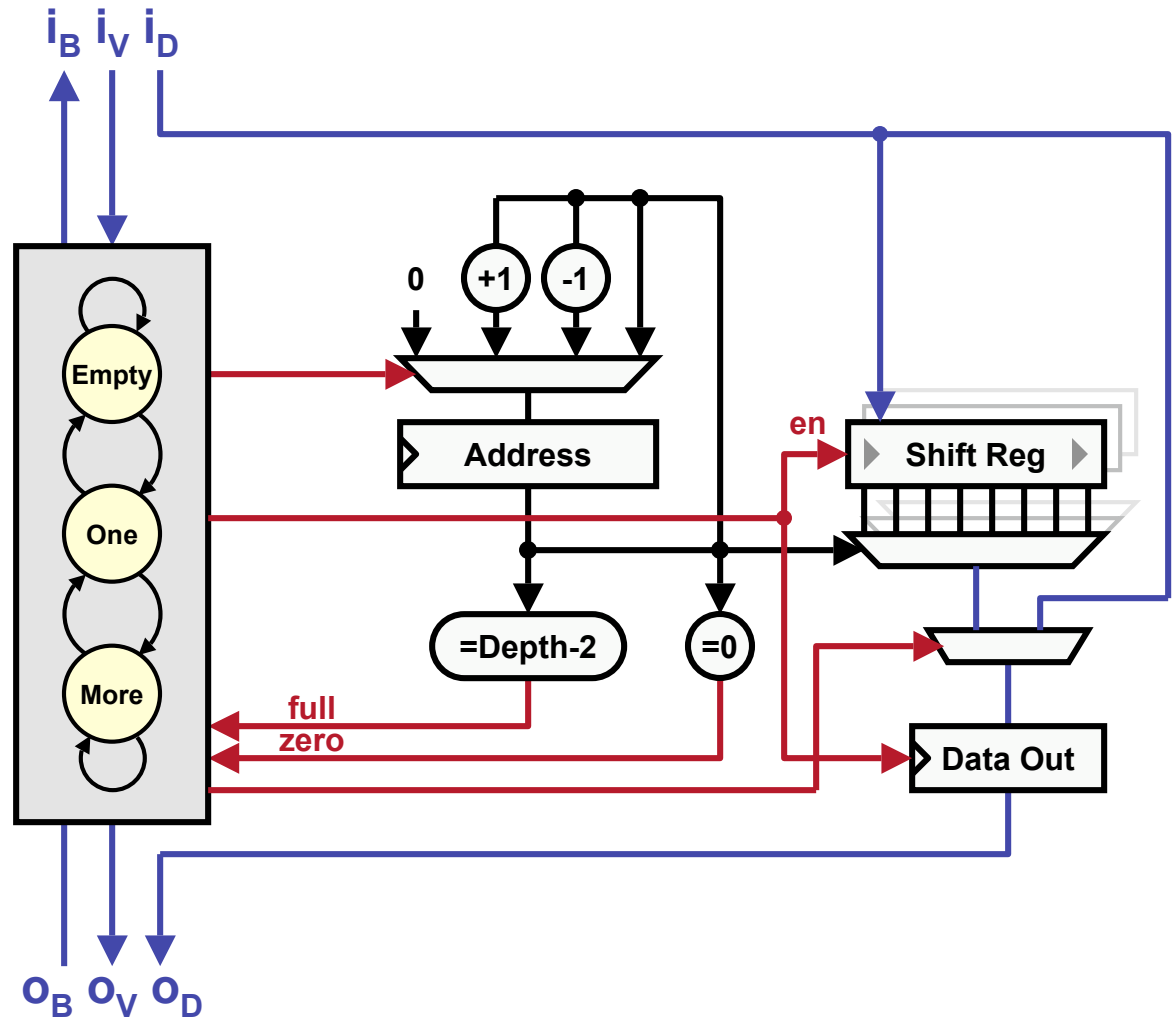 iB iV iD
0 +1 -1
Empty
Address
en
Shift Reg
One
=Depth-2 =0
More
full
zero
Data Out
oB oV oD